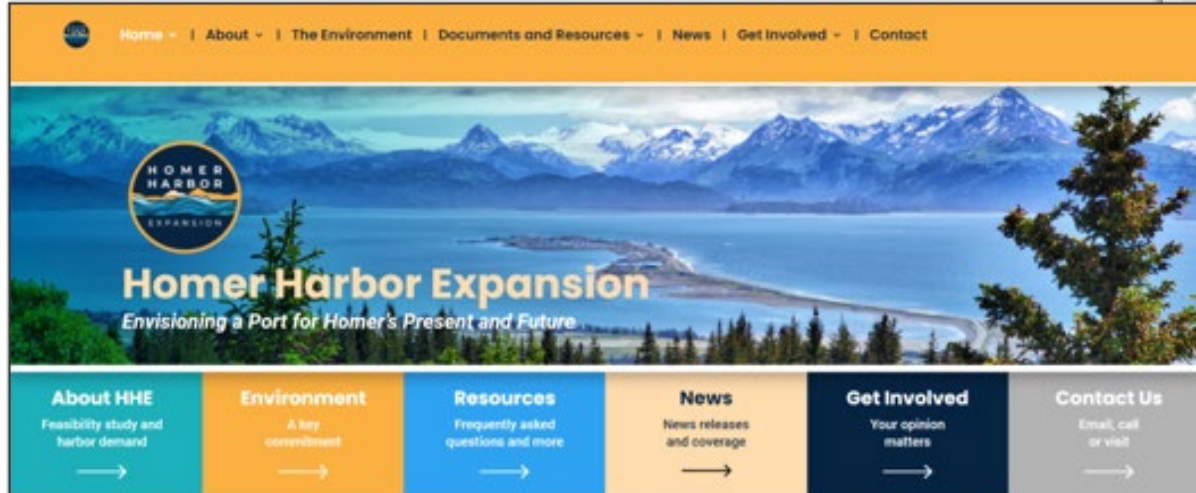 Home | About | The Environment | Documents and Resources | News | Get Involved | Contact
HOMER
HARBOR
EXPANSION
Homer Harbor Expansion
Envisioning a Port for Homer's Present and Future
About HHE
Feasibility study and
harbor demand
Environment
A key
commitment
Resources
Frequently asked
questions and more
News
News releases
and coverage
Get Involved
Your opinion
matters
Contact Us
Email, call
or visit